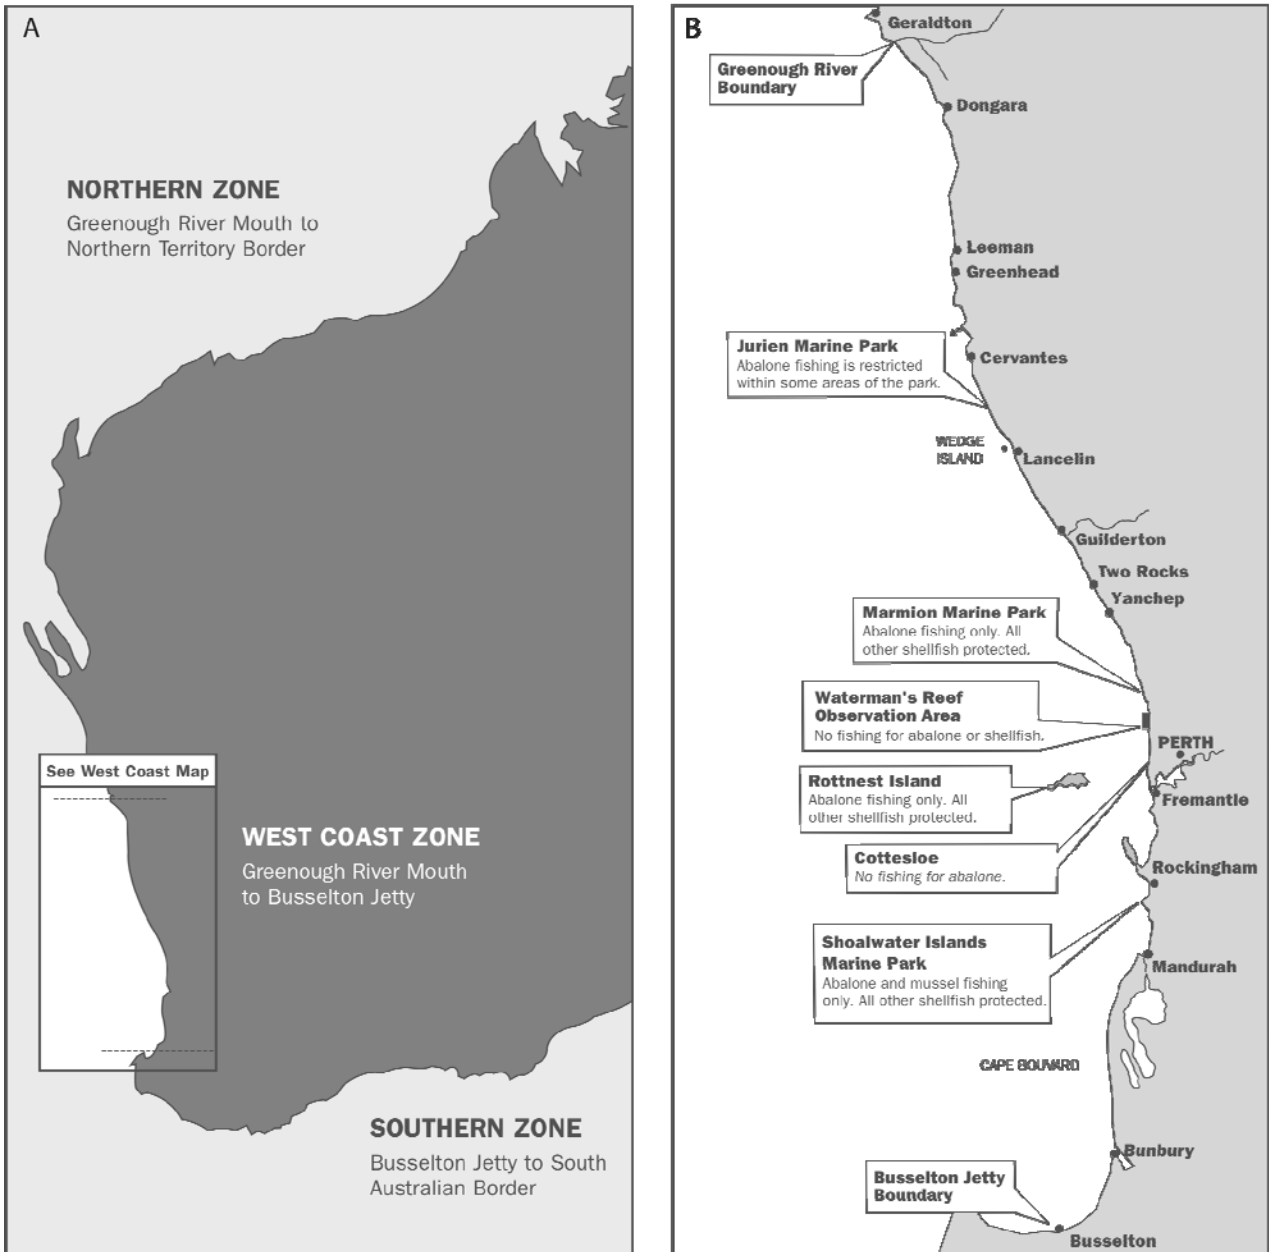 A
NORTHERN ZONE
Greenough River Mouth to
Northern Territory Border
See West Coast Map
WEST COAST ZONE
Greenough River Mouth
to Busselton Jetty
SOUTHERN ZONE
Busselton Jetty to South
Australian Border
B
Geraldton
Greenough River
Boundary
Dongara
Leeman
Greenhead
Jurien Marine Park
Abalone fishing is restricted
within some areas of the park.
Cervantes
WEDGE
ISLAND
Lancelin
Guilderton
Two Rocks
Yanchep
Marmion Marine Park
Abalone fishing only. All
other shellfish protected.
Waterman's Reef
Observation Area
No fishing for abalone or shellfish.
PERTH
Rottnest Island
Abalone fishing only. All
other shellfish protected.
Fremantle
Cottesloe
No fishing for abalone.
Rockingham
Shoalwater Islands
Marine Park
Abalone and mussel fishing
only. All other shellfish protected.
Mandurah
CAPE BOUVARD
Bunbury
Busselton Jetty
Boundary
Busselton